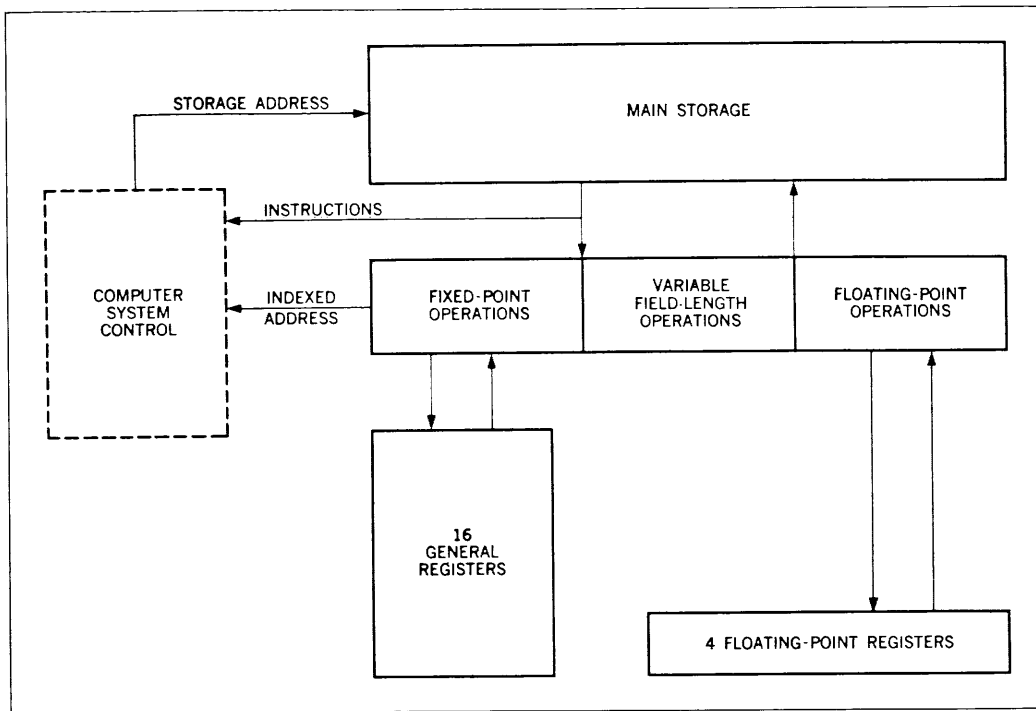 MAIN STORAGE
STORAGE ADDRESS
INSTRUCTIONS
COMPUTER
SYSTEM
CONTROL
INDEXED
ADDRESS
FIXED-POINT
OPERATIONS
VARIABLE
FIELD-LENGTH
OPERATIONS
FLOATING-POINT
OPERATIONS
16
GENERAL
REGISTERS
4 FLOATING-POINT REGISTERS